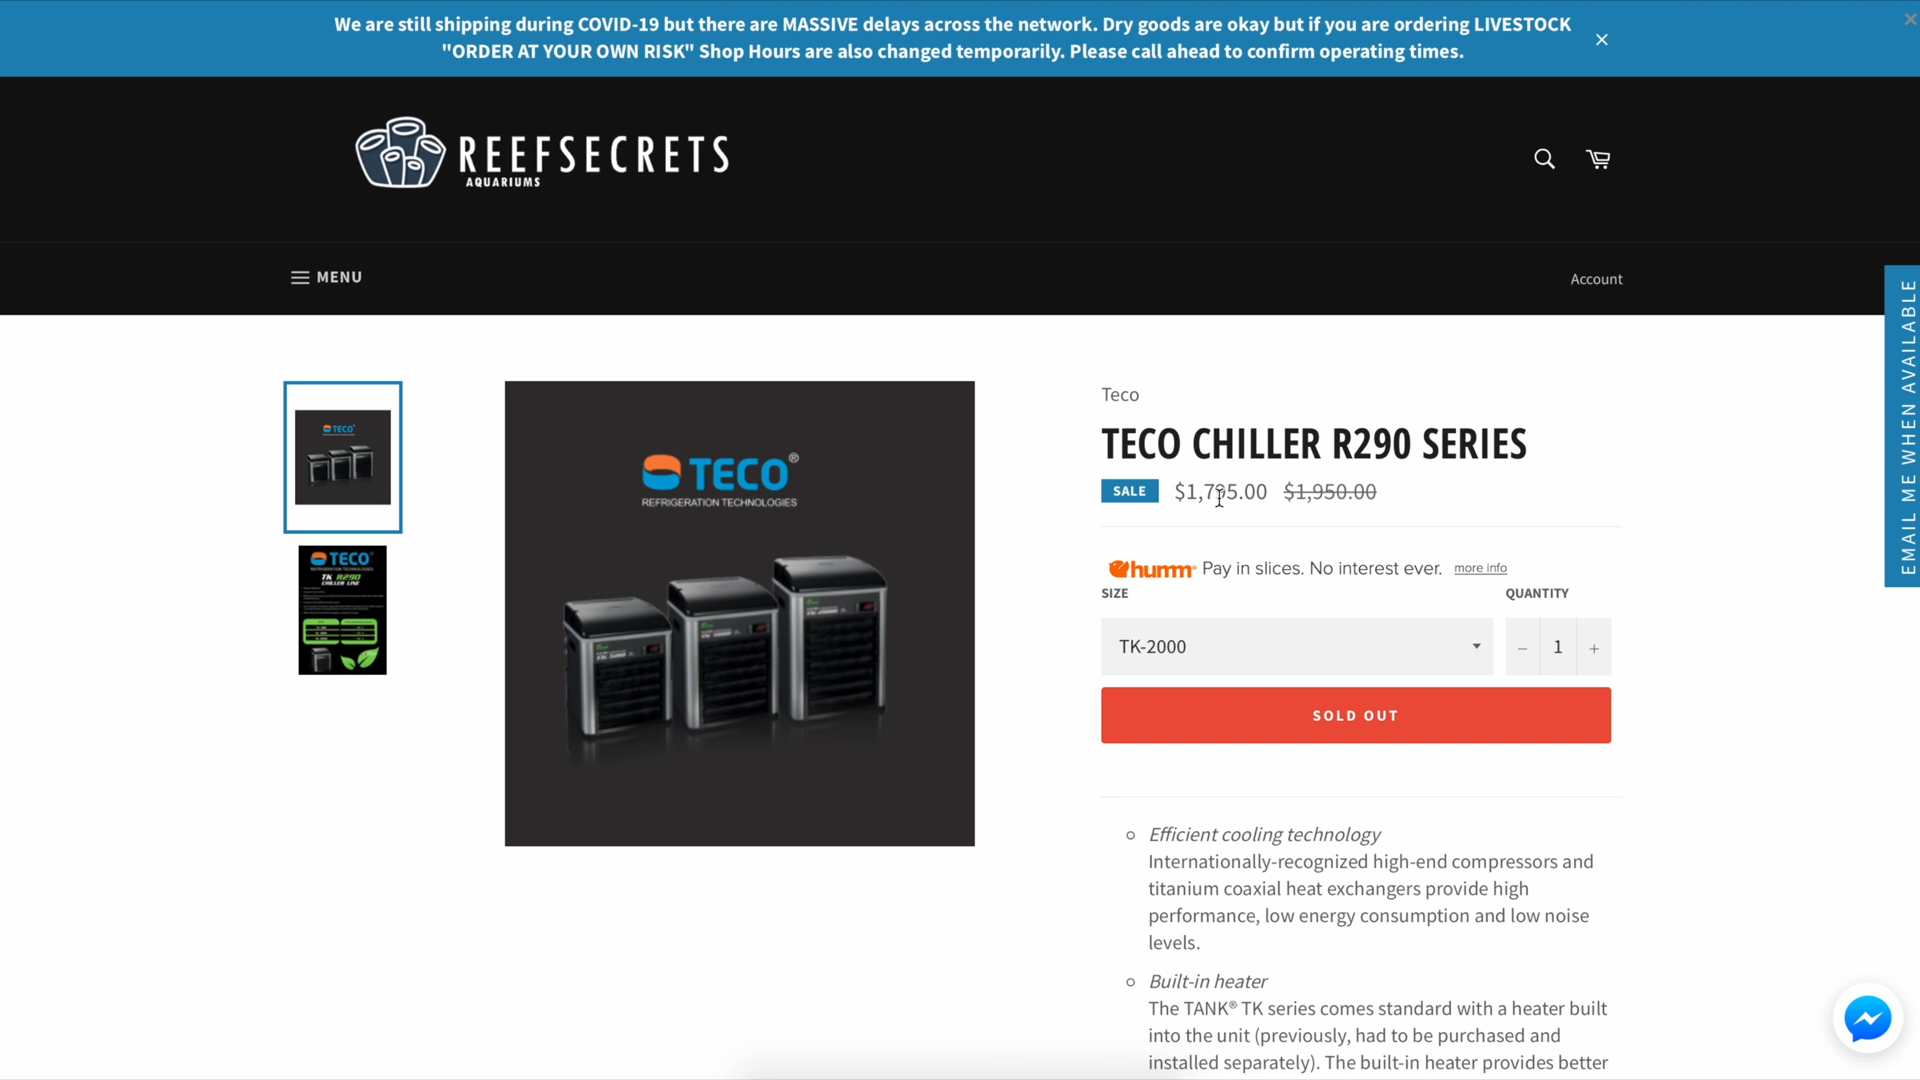 We are still shipping during COVID-19 but there are MASSIVE delays across the network. Dry goods are okay but if you are ordering LIVESTOCK
"ORDER AT YOUR OWN RISK" Shop Hours are also changed temporarily. Please call ahead to confirm operating times.
REEFSECRETS
AQUARIUMS
MENU
Account
EMAIL ME WHEN AVAILABLE
TECO
TECO
TK R290
CHILLER LINE
TECO®
REFRIGERATION TECHNOLOGIES
Teco
TECO CHILLER R290 SERIES
SALE $1,795.00 $1,950.00
humm Pay in slices. No interest ever. more info
SIZE QUANTITY
TK-2000 − 1 +
SOLD OUT
Efficient cooling technology
Internationally-recognized high-end compressors and
titanium coaxial heat exchangers provide high
performance, low energy consumption and low noise
levels.
Built-in heater
The TANK® TK series comes standard with a heater built
into the unit (previously, had to be purchased and
installed separately). The built-in heater provides better